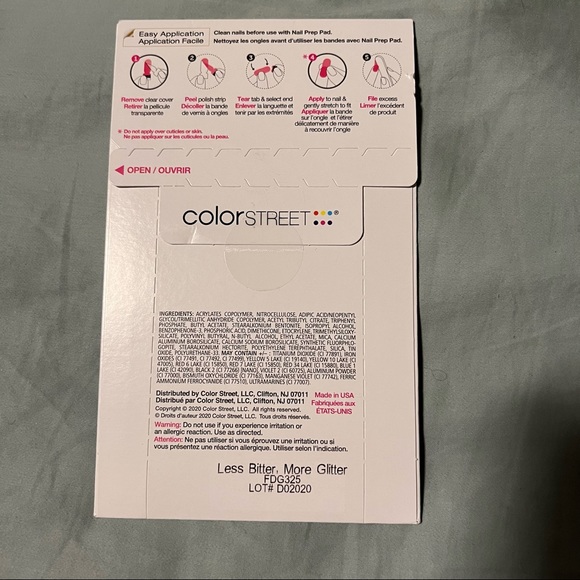 Easy Application
Application Facile
Clean nails before use with Nail Prep Pad.
Nettoyez les ongles avant d'utiliser les bandes avec Nail Prep Pad.
1
Remove clear cover
Retirer la pellicule
transparente
2
Peel polish strip
Décoller la bande
de vernis à ongles
3
Tear tab & select end
Enlever la languette et
tenir par les extrémités
*4
Apply to nail &
gently stretch to fit
Appliquer la bande
sur l'ongle et l'étirer
délicatement de manière
à recouvrir l'ongle
5
File excess
Limer l'excédent
de produit
* Do not apply over cuticles or skin.
Ne pas appliquer sur les cuticules ou la peau.
OPEN / OUVRIR
colorSTREET®
INGREDIENTS: ACRYLATES COPOLYMER, NITROCELLULOSE, ADIPIC ACID/NEOPENTYL
GLYCOL/TRIMELLITIC ANHYDRIDE COPOLYMER, ACETYL TRIBUTYL CITRATE, TRIPHENYL
PHOSPHATE, BUTYL ACETATE, STEARALKONIUM BENTONITE, ISOPROPYL ALCOHOL,
BENZOPHENONE-3, PHOSPHORIC ACID, DIMETHICONE, ETOCRYLENE, TRIMETHYLSILOXY-
SILICATE, POLYVINYL BUTYRAL, N-BUTYL ALCOHOL, ETHYL ACETATE, MICA, CALCIUM
ALUMINUM BOROSILICATE, CALCIUM SODIUM BOROSILICATE, SYNTHETIC FLUORPHLO-
GOPITE, STEARALKONIUM HECTORITE, POLYETHYLENE TEREPHTHALATE, SILICA, TIN
OXIDE, POLYURETHANE-33. MAY CONTAIN +/- : TITANIUM DIOXIDE (CI 77891), IRON
OXIDES (CI 77491, CI 77492, CI 77499), YELLOW 5 LAKE (CI 19140), YELLOW 10 LAKE (CI
47005), RED 6 LAKE (CI 15850), RED 7 LAKE (CI 15850), RED 34 LAKE (CI 15880), BLUE 1
LAKE (CI 42090), BLACK 2 (CI 77266) [NANO], VIOLET 2 (CI 60725), ALUMINUM POWDER
(CI 77000), BISMUTH OXYCHLORIDE (CI 77163), MANGANESE VIOLET (CI 77742), FERRIC
AMMONIUM FERROCYANIDE (CI 77510), ULTRAMARINES (CI 77007).
Distributed by Color Street, LLC, Clifton, NJ 07011
Distribué par Color Street, LLC, Clifton, NJ 07011
Copyright © 2020 Color Street, LLC. All rights reserved.
© Droits d'auteur 2020 Color Street, LLC. Tous droits réservés.
Made in USA
Fabriquées aux
ÉTATS-UNIS
Warning: Do not use if you experience irritation or
an allergic reaction. Use as directed.
Attention: Ne pas utiliser si vous éprouvez une irritation ou si
vous présentez une réaction allergique. Utiliser selon l'indication.
Less Bitter, More Glitter
FDG325
LOT# D02020